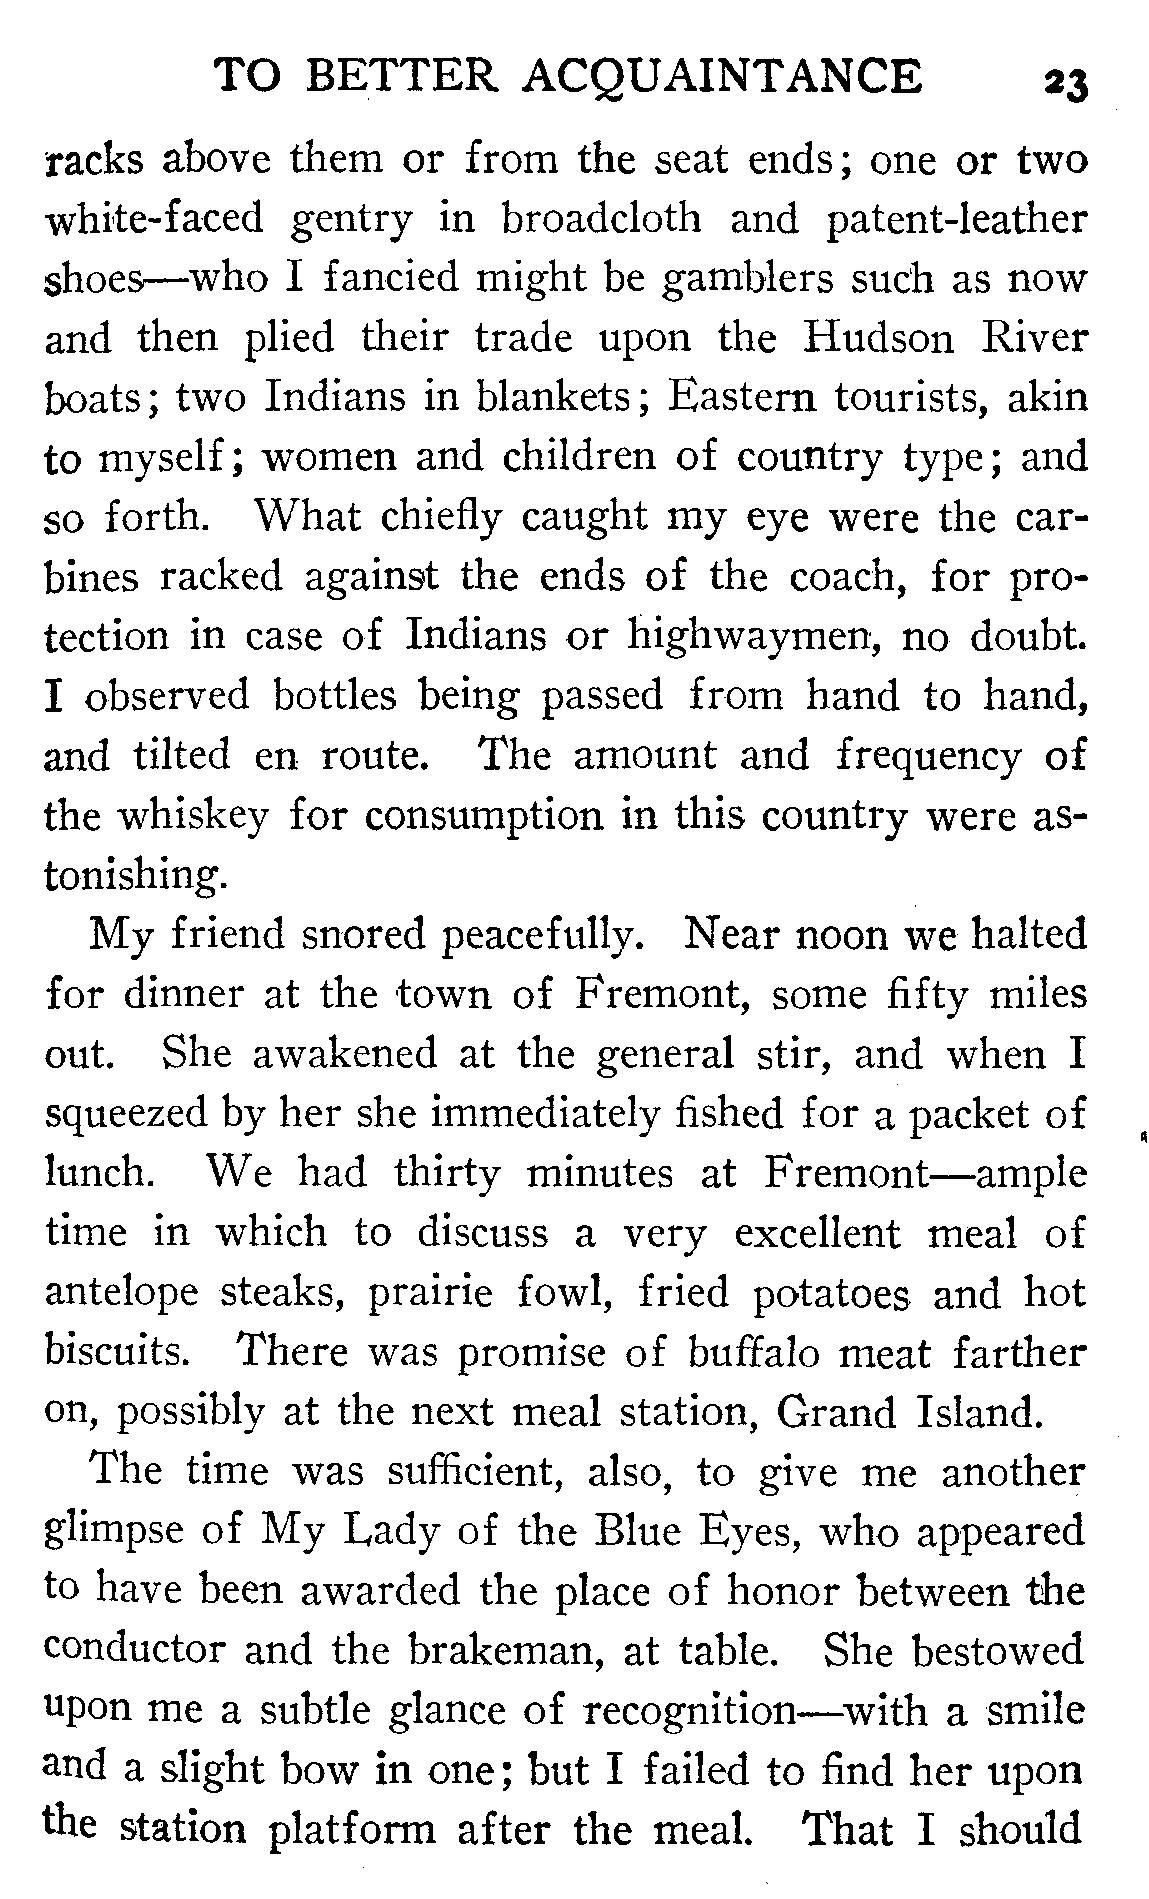 TO BETTER ACQUAINTANCE 23
racks above them or from the seat ends; one or two
white-faced gentry in broadcloth and patent-leather
shoes—who I fancied might be gamblers such as now
and then plied their trade upon the Hudson River
boats; two Indians in blankets; Eastern tourists, akin
to myself; women and children of country type; and
so forth. What chiefly caught my eye were the car-
bines racked against the ends of the coach, for pro-
tection in case of Indians or highwaymen, no doubt.
I observed bottles being passed from hand to hand,
and tilted en route. The amount and frequency of
the whiskey for consumption in this country were as-
tonishing.
My friend snored peacefully. Near noon we halted
for dinner at the town of Fremont, some fifty miles
out. She awakened at the general stir, and when I
squeezed by her she immediately fished for a packet of
lunch. We had thirty minutes at Fremont—ample
time in which to discuss a very excellent meal of
antelope steaks, prairie fowl, fried potatoes and hot
biscuits. There was promise of buffalo meat farther
on, possibly at the next meal station, Grand Island.
The time was sufficient, also, to give me another
glimpse of My Lady of the Blue Eyes, who appeared
to have been awarded the place of honor between the
conductor and the brakeman, at table. She bestowed
upon me a subtle glance of recognition—with a smile
and a slight bow in one; but I failed to find her upon
the station platform after the meal. That I should